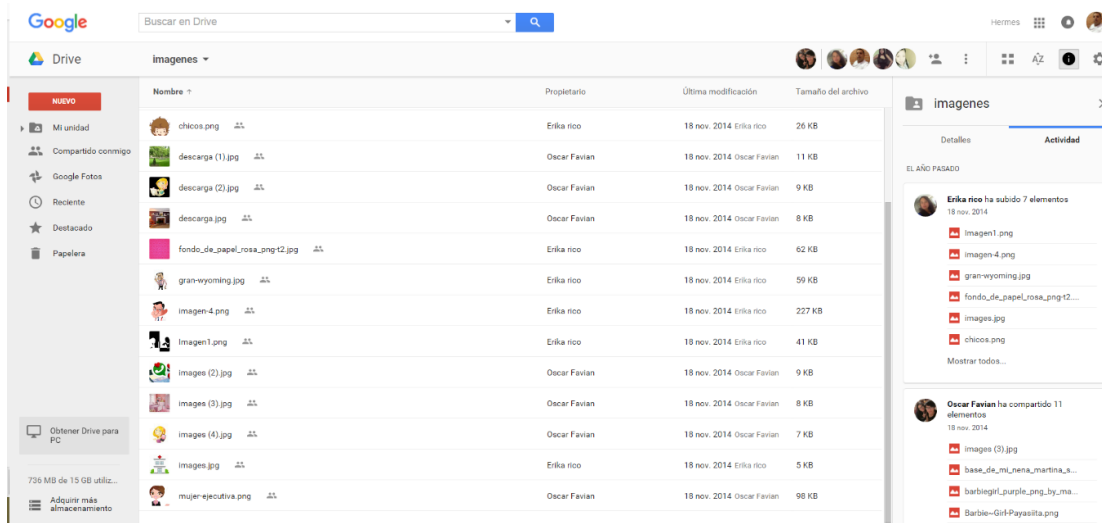 Google
Buscar en Drive
Hermes
Drive
imagenes
NUEVO
Mi unidad
Compartido conmigo
Google Fotos
Reciente
Destacado
Papelera
Obtener Drive para
PC
736 MB de 15 GB utiliz...
Adquirir más
almacenamiento
Nombre ↑ Propietario Última modificación Tamaño del archivo
chicos.png Erika rico 18 nov. 2014 Erika rico 26 KB
descarga (1).jpg Oscar Favian 18 nov. 2014 Oscar Favian 11 KB
descarga (2).jpg Oscar Favian 18 nov. 2014 Oscar Favian 9 KB
descarga.jpg Oscar Favian 18 nov. 2014 Oscar Favian 8 KB
fondo_de_papel_rosa_png-t2.jpg Erika rico 18 nov. 2014 Erika rico 62 KB
gran-wyoming.jpg Erika rico 18 nov. 2014 Erika rico 59 KB
imagen-4.png Erika rico 18 nov. 2014 Erika rico 227 KB
Imagen1.png Erika rico 18 nov. 2014 Erika rico 41 KB
images (2).jpg Oscar Favian 18 nov. 2014 Oscar Favian 9 KB
images (3).jpg Oscar Favian 18 nov. 2014 Oscar Favian 8 KB
images (4).jpg Oscar Favian 18 nov. 2014 Oscar Favian 7 KB
images.jpg Erika rico 18 nov. 2014 Erika rico 5 KB
mujer-ejecutiva.png Oscar Favian 18 nov. 2014 Oscar Favian 98 KB
AZ
imagenes
Detalles Actividad
EL AÑO PASADO
Erika rico ha subido 7 elementos
18 nov. 2014
Imagen1.png
imagen-4.png
gran-wyoming.jpg
fondo_de_papel_rosa_png-t2....
images.jpg
chicos.png
Mostrar todos...
Oscar Favian ha compartido 11
elementos
18 nov. 2014
images (3).jpg
base_de_mi_nena_martina_s...
barbiegirl_purple_png_by_ma...
Barbie~Girl-Payasiita.png